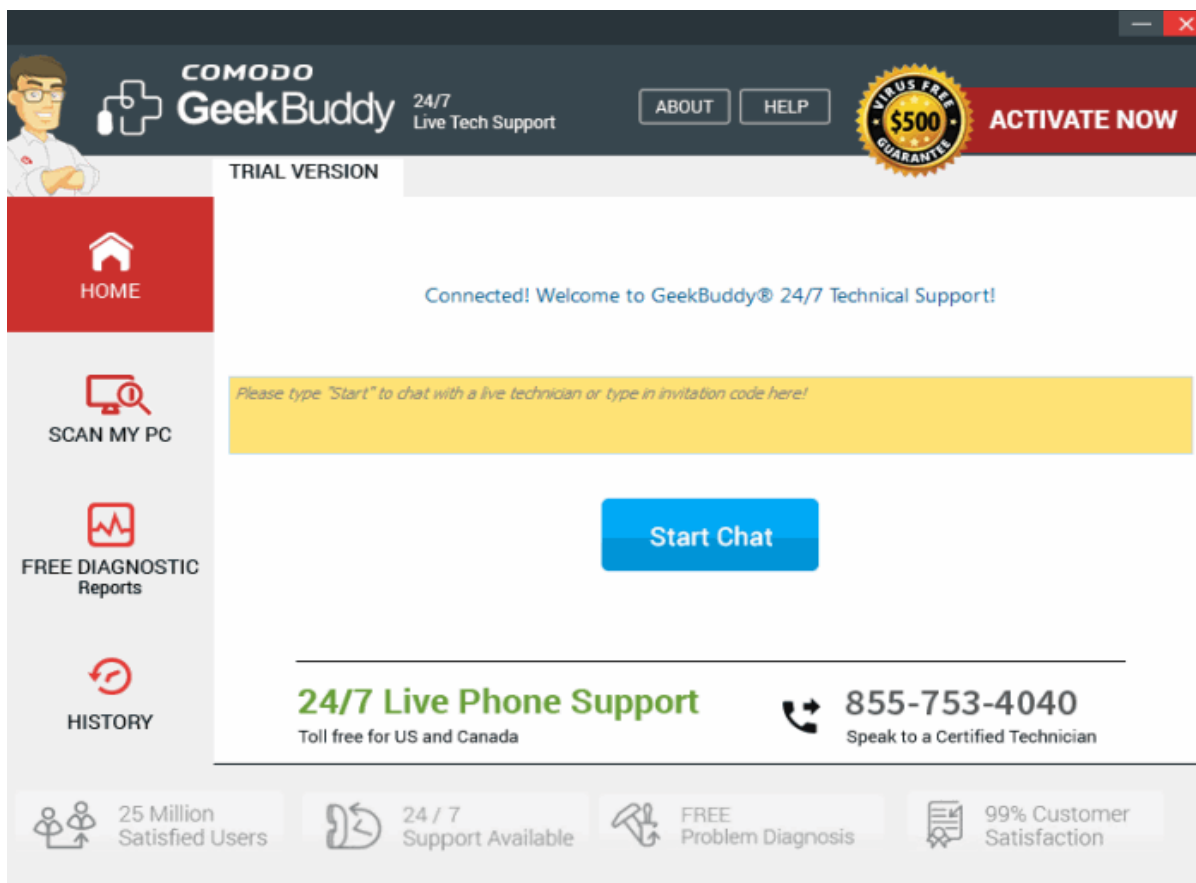 COMODO
GeekBuddy
24/7
Live Tech Support
ABOUT
HELP
VIRUS FREE
$500
GUARANTEE
ACTIVATE NOW
TRIAL VERSION
HOME
Connected! Welcome to GeekBuddy® 24/7 Technical Support!
Please type "Start" to chat with a live technician or type in invitation code here!
SCAN MY PC
Start Chat
FREE DIAGNOSTIC
Reports
HISTORY
24/7 Live Phone Support
Toll free for US and Canada
855-753-4040
Speak to a Certified Technician
25 Million
Satisfied Users
24 / 7
Support Available
FREE
Problem Diagnosis
99% Customer
Satisfaction